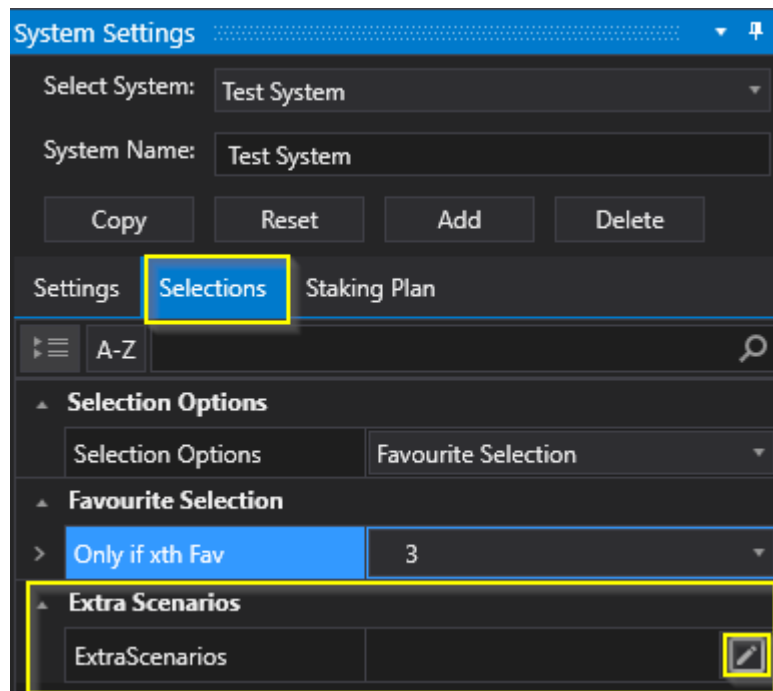 System Settings
Select System: Test System
System Name: Test System
Copy Reset Add Delete
Settings Selections Staking Plan
A-Z
Selection Options
Selection Options Favourite Selection
Favourite Selection
Only if xth Fav 3
Extra Scenarios
ExtraScenarios